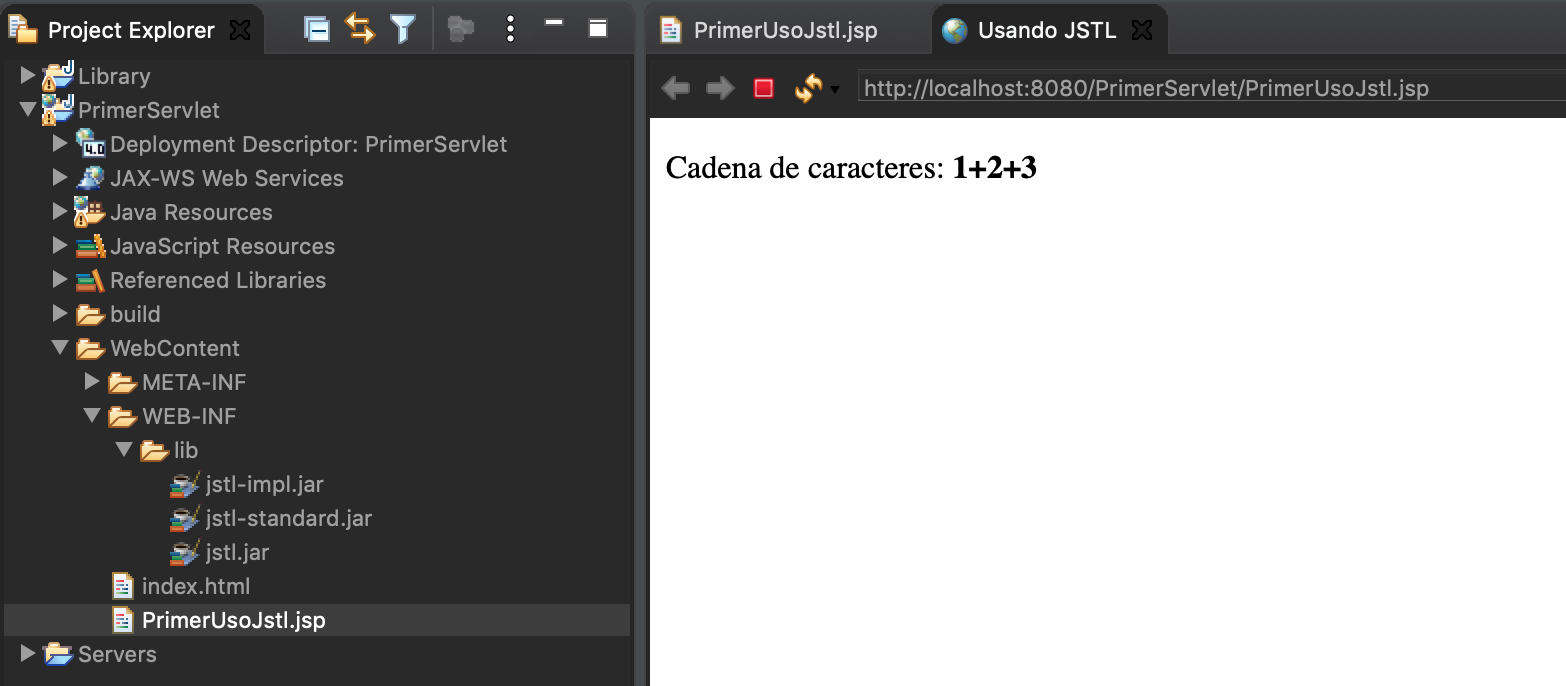 Project Explorer
Library
PrimerServlet
4.0 Deployment Descriptor: PrimerServlet
JAX-WS Web Services
Java Resources
JavaScript Resources
Referenced Libraries
build
WebContent
META-INF
WEB-INF
lib
jstl-impl.jar
jstl-standard.jar
jstl.jar
index.html
PrimerUsoJstl.jsp
Servers
PrimerUsoJstl.jsp
Usando JSTL
http://localhost:8080/PrimerServlet/PrimerUsoJstl.jsp
Cadena de caracteres: 1+2+3